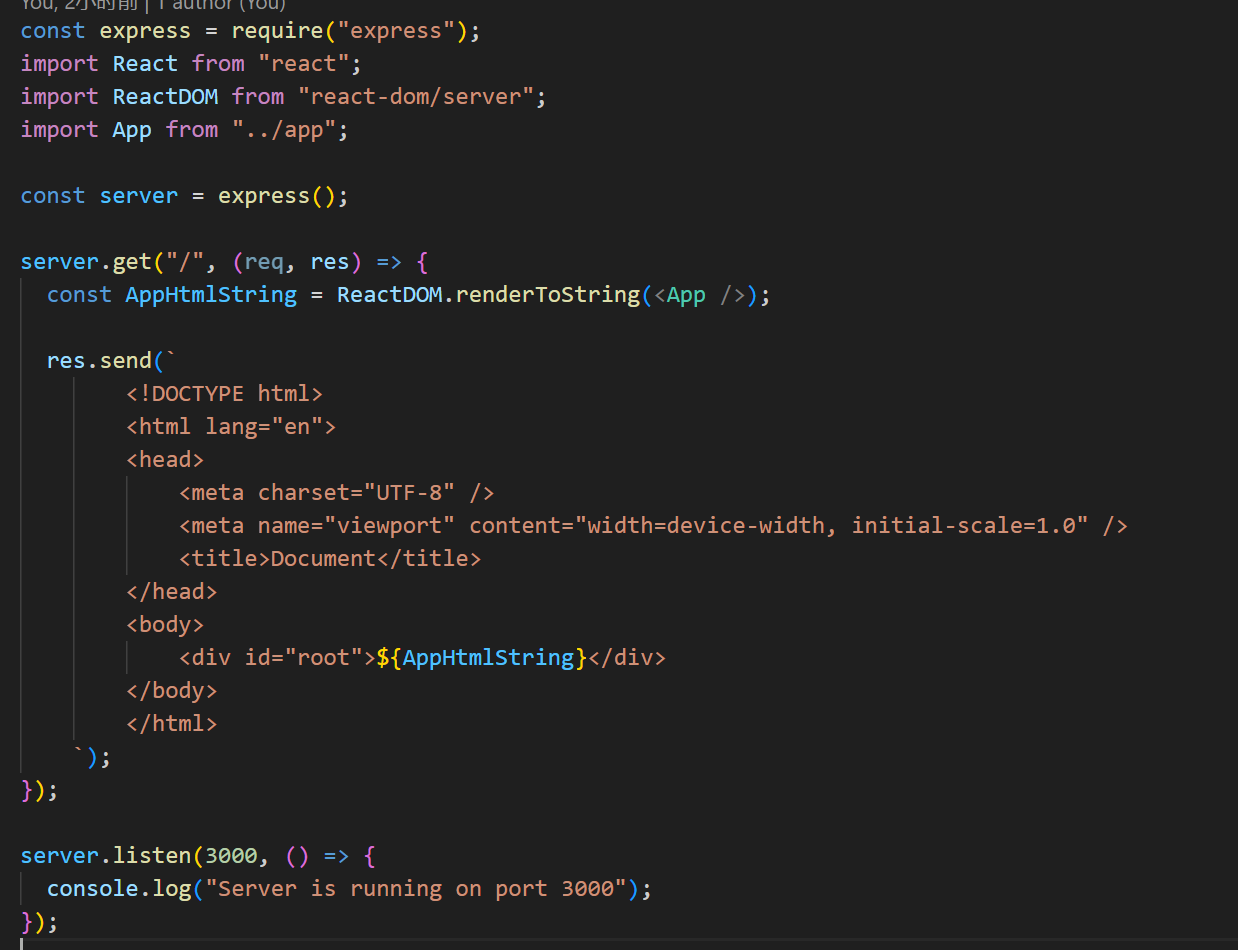 You, 2小时前 | 1 author (You)
const express = require("express");
import React from "react";
import ReactDOM from "react-dom/server";
import App from "../app";
const server = express();
server.get("/", (req, res) => {
  const AppHtmlString = ReactDOM.renderToString(<App />);
  res.send(`
        <!DOCTYPE html>
        <html lang="en">
        <head>
            <meta charset="UTF-8" />
            <meta name="viewport" content="width=device-width, initial-scale=1.0" />
            <title>Document</title>
        </head>
        <body>
            <div id="root">${AppHtmlString}</div>
        </body>
        </html>
    `);
});
server.listen(3000, () => {
  console.log("Server is running on port 3000");
});